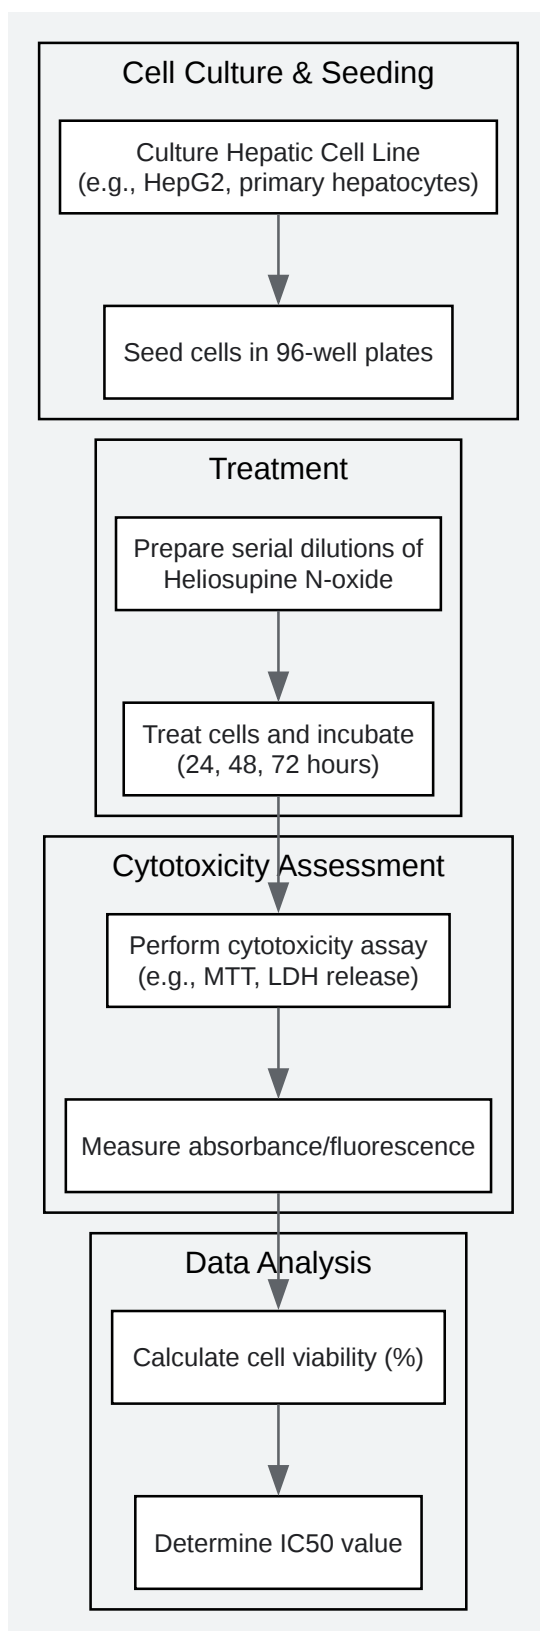 Cell Culture & Seeding
Culture Hepatic Cell Line
(e.g., HepG2, primary hepatocytes)
Seed cells in 96-well plates
Treatment
Prepare serial dilutions of
Heliosupine N-oxide
Treat cells and incubate
(24, 48, 72 hours)
Cytotoxicity Assessment
Perform cytotoxicity assay
(e.g., MTT, LDH release)
Measure absorbance/fluorescence
Data Analysis
Calculate cell viability (%)
Determine IC50 value